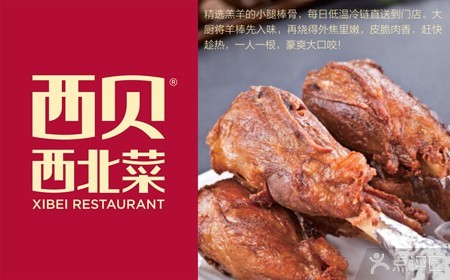 西贝®
西北菜
XIBEI RESTAURANT
精选羔羊的小腿棒骨，每日低温冷链直送到门店，大
厨将羊棒先入味，再烧得外焦里嫩，皮脆肉香，赶快
趁热，一人一根，豪爽大口咬！
点评团